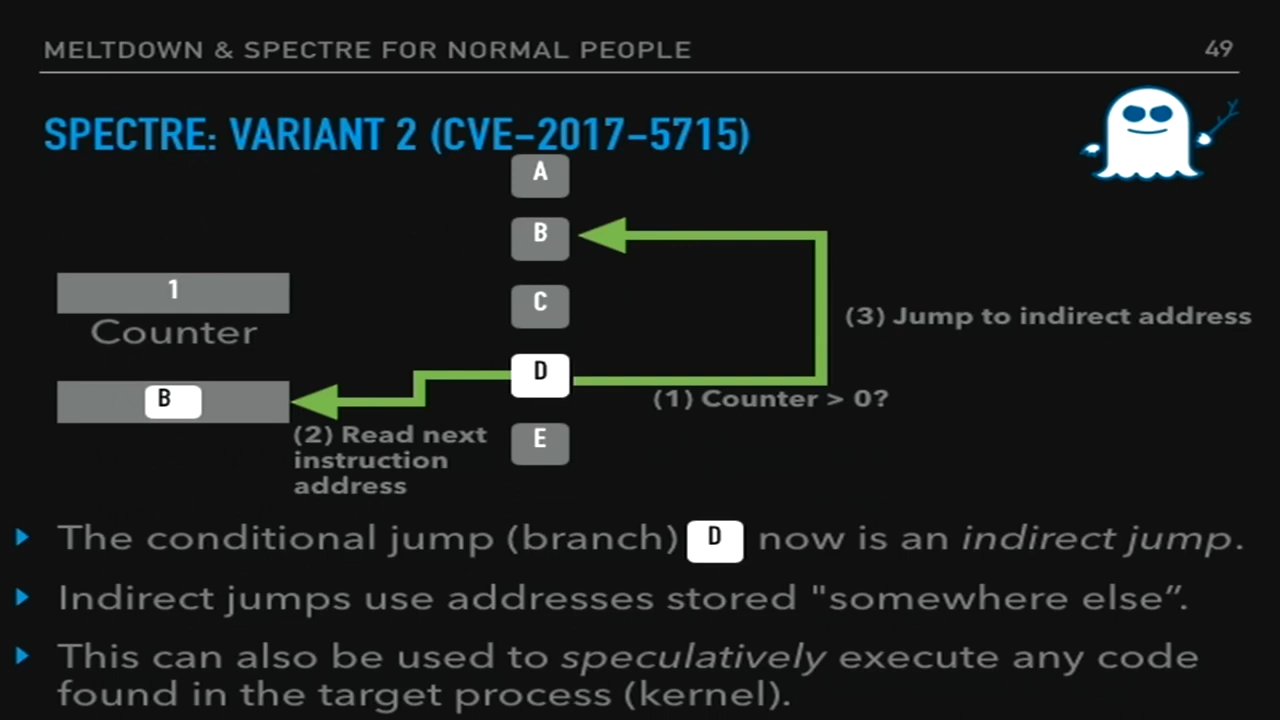 MELTDOWN & SPECTRE FOR NORMAL PEOPLE
49
SPECTRE: VARIANT 2 (CVE–2017–5715)
A
B
1
C
Counter
(3) Jump to indirect address
D
B
(1) Counter > 0?
(2) Read next
instruction
address
E
The conditional jump (branch) D now is an indirect jump.
Indirect jumps use addresses stored "somewhere else”.
This can also be used to speculatively execute any code
found in the target process (kernel).